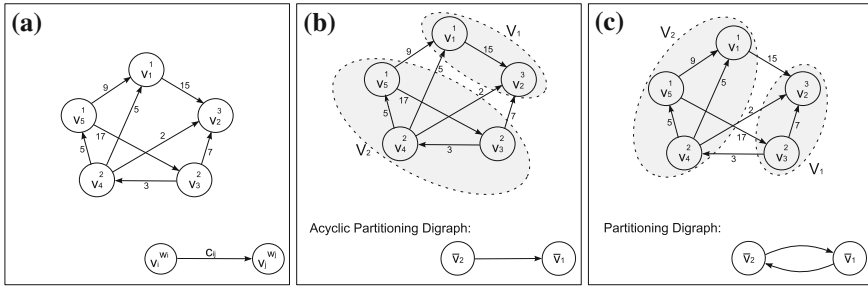 (a)
1
v₁
9
15
1
v₅
3
v₂
5
2
17
5
7
2
v₄
3
2
v₃
vᵢ wᵢ
cᵢⱼ
vⱼ wⱼ
(b)
1
v₁
V₁
9
15
5
1
v₅
3
v₂
17
2
5
7
2
v₄
3
2
v₃
V₂
Acyclic Partitioning Digraph:
v̅₂
v̅₁
(c)
V₂
1
v₁
9
15
1
v₅
5
3
v₂
2
5
17
7
2
v₄
3
2
v₃
V₁
Partitioning Digraph:
v̅₂
v̅₁